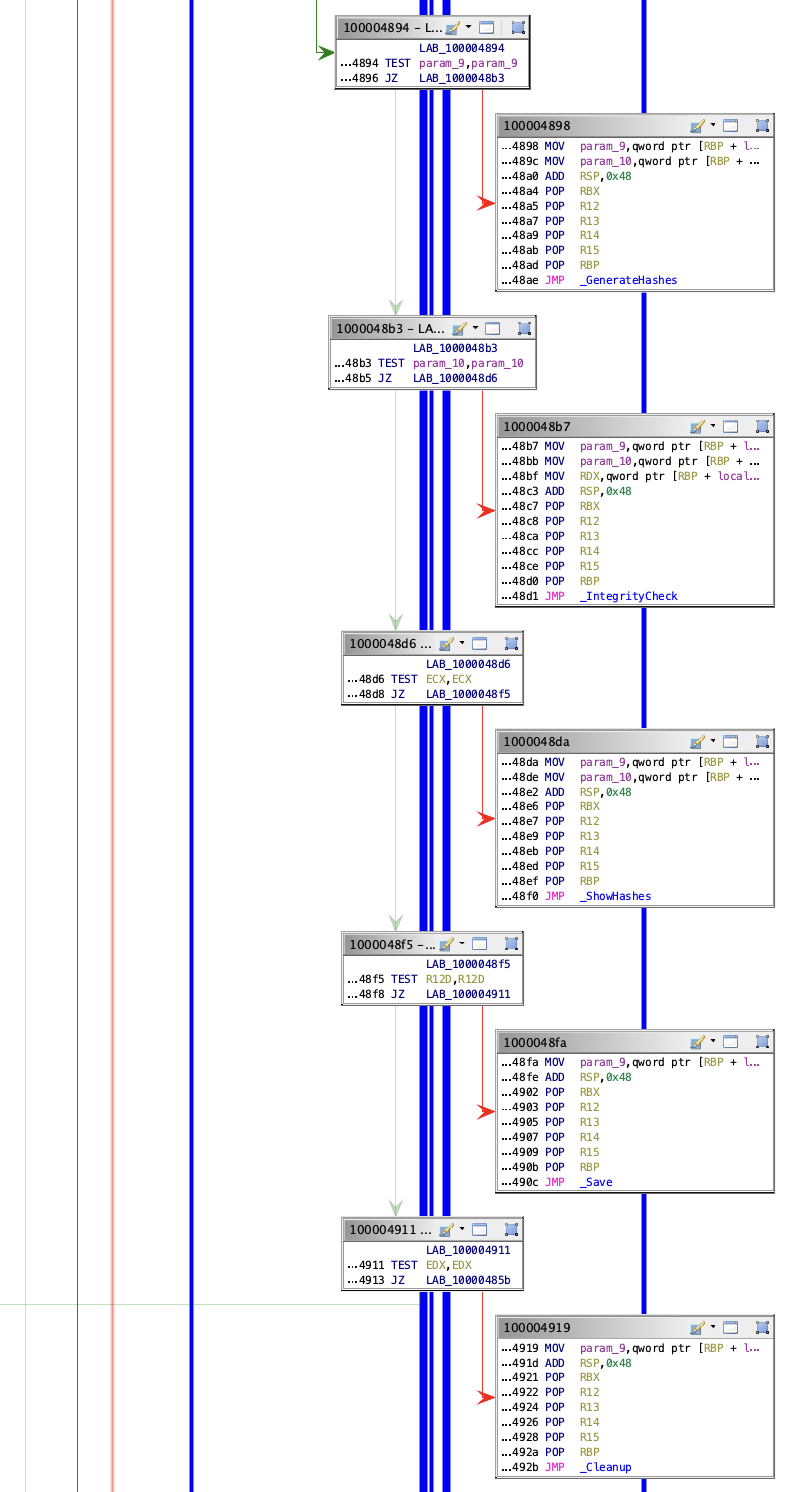 100004894 – L...
LAB_100004894
...4894 TEST param_9,param_9
...4896 JZ LAB_1000048b3
100004898
...4898 MOV param_9,qword ptr [RBP + l...
...489c MOV param_10,qword ptr [RBP + ...
...48a0 ADD RSP,0x48
...48a4 POP RBX
...48a5 POP R12
...48a7 POP R13
...48a9 POP R14
...48ab POP R15
...48ad POP RBP
...48ae JMP _GenerateHashes
1000048b3 – LA...
LAB_1000048b3
...48b3 TEST param_10,param_10
...48b5 JZ LAB_1000048d6
1000048b7
...48b7 MOV param_9,qword ptr [RBP + l...
...48bb MOV param_10,qword ptr [RBP + ...
...48bf MOV RDX,qword ptr [RBP + local...
...48c3 ADD RSP,0x48
...48c7 POP RBX
...48c8 POP R12
...48ca POP R13
...48cc POP R14
...48ce POP R15
...48d0 POP RBP
...48d1 JMP _IntegrityCheck
1000048d6 ...
LAB_1000048d6
...48d6 TEST ECX,ECX
...48d8 JZ LAB_1000048f5
1000048da
...48da MOV param_9,qword ptr [RBP + l...
...48de MOV param_10,qword ptr [RBP + ...
...48e2 ADD RSP,0x48
...48e6 POP RBX
...48e7 POP R12
...48e9 POP R13
...48eb POP R14
...48ed POP R15
...48ef POP RBP
...48f0 JMP _ShowHashes
1000048f5 –...
LAB_1000048f5
...48f5 TEST R12D,R12D
...48f8 JZ LAB_100004911
1000048fa
...48fa MOV param_9,qword ptr [RBP + l...
...48fe ADD RSP,0x48
...4902 POP RBX
...4903 POP R12
...4905 POP R13
...4907 POP R14
...4909 POP R15
...490b POP RBP
...490c JMP _Save
100004911 ...
LAB_100004911
...4911 TEST EDX,EDX
...4913 JZ LAB_10000485b
100004919
...4919 MOV param_9,qword ptr [RBP + l...
...491d ADD RSP,0x48
...4921 POP RBX
...4922 POP R12
...4924 POP R13
...4926 POP R14
...4928 POP R15
...492a POP RBP
...492b JMP _Cleanup